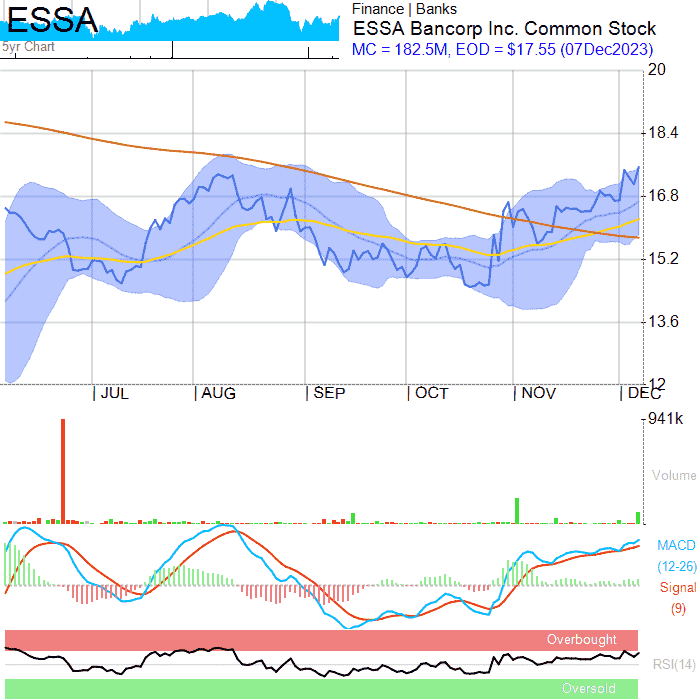 ESSA
5yr Chart
Finance | Banks
ESSA Bancorp Inc. Common Stock
MC = 182.5M, EOD = $17.55 (07Dec2023)
20
18.4
16.8
15.2
13.6
12
| JUL
| AUG
| SEP
| OCT
| NOV
| DEC
941k
Volume
MACD
(12-26)
Signal
(9)
Overbought
RSI(14)
Oversold